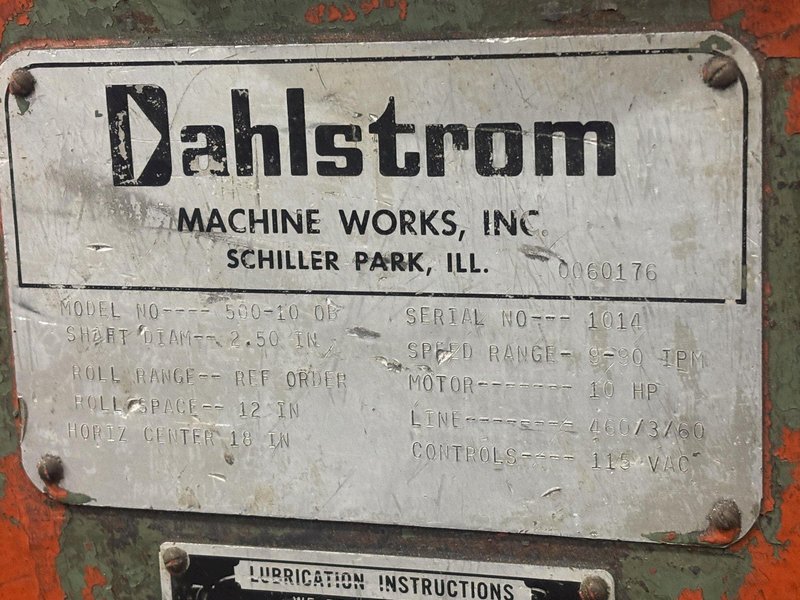 Dahlstrom
MACHINE WORKS, INC.
SCHILLER PARK, ILL.
0060176
MODEL NO---- 500-10 OB
SHART DIAM-- 2.50 IN
ROLL RANGE-- REF ORDER
ROLL SPACE-- 12 IN
HORIZ CENTER 18 IN
SERIAL NO--- 1014
SPEED RANGE- 9-90 IPM
MOTOR------- 10 HP
LINE-------- 460/3/60
CONTROLS---- 115 VAC
LUBRICATION INSTRUCTIONS